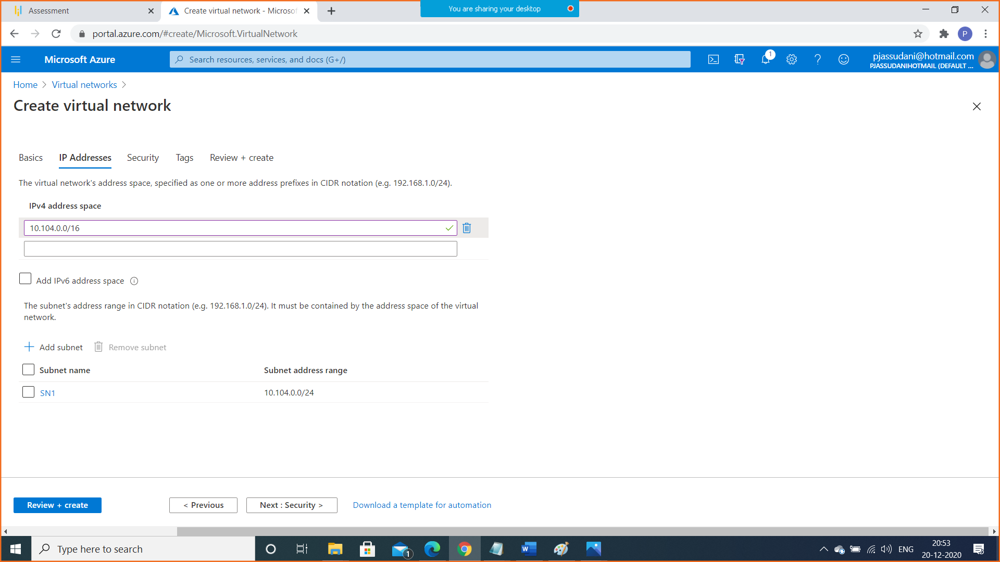 Assessment
Create virtual network - Microsof
You are sharing your desktop
portal.azure.com/#create/Microsoft.VirtualNetwork
P
Microsoft Azure
Search resources, services, and docs (G+/)
1
pjassudani@hotmail.com
PJASSUDANIHOTMAIL (DEFAULT ...
Home > Virtual networks >
Create virtual network
Basics
IP Addresses
Security
Tags
Review + create
The virtual network's address space, specified as one or more address prefixes in CIDR notation (e.g. 192.168.1.0/24).
IPv4 address space
10.104.0.0/16
Add IPv6 address space
The subnet's address range in CIDR notation (e.g. 192.168.1.0/24). It must be contained by the address space of the virtual
network.
Add subnet
Remove subnet
Subnet name
Subnet address range
SN1
10.104.0.0/24
Review + create
< Previous
Next : Security >
Download a template for automation
Type here to search
1
ENG
20:53
20-12-2020